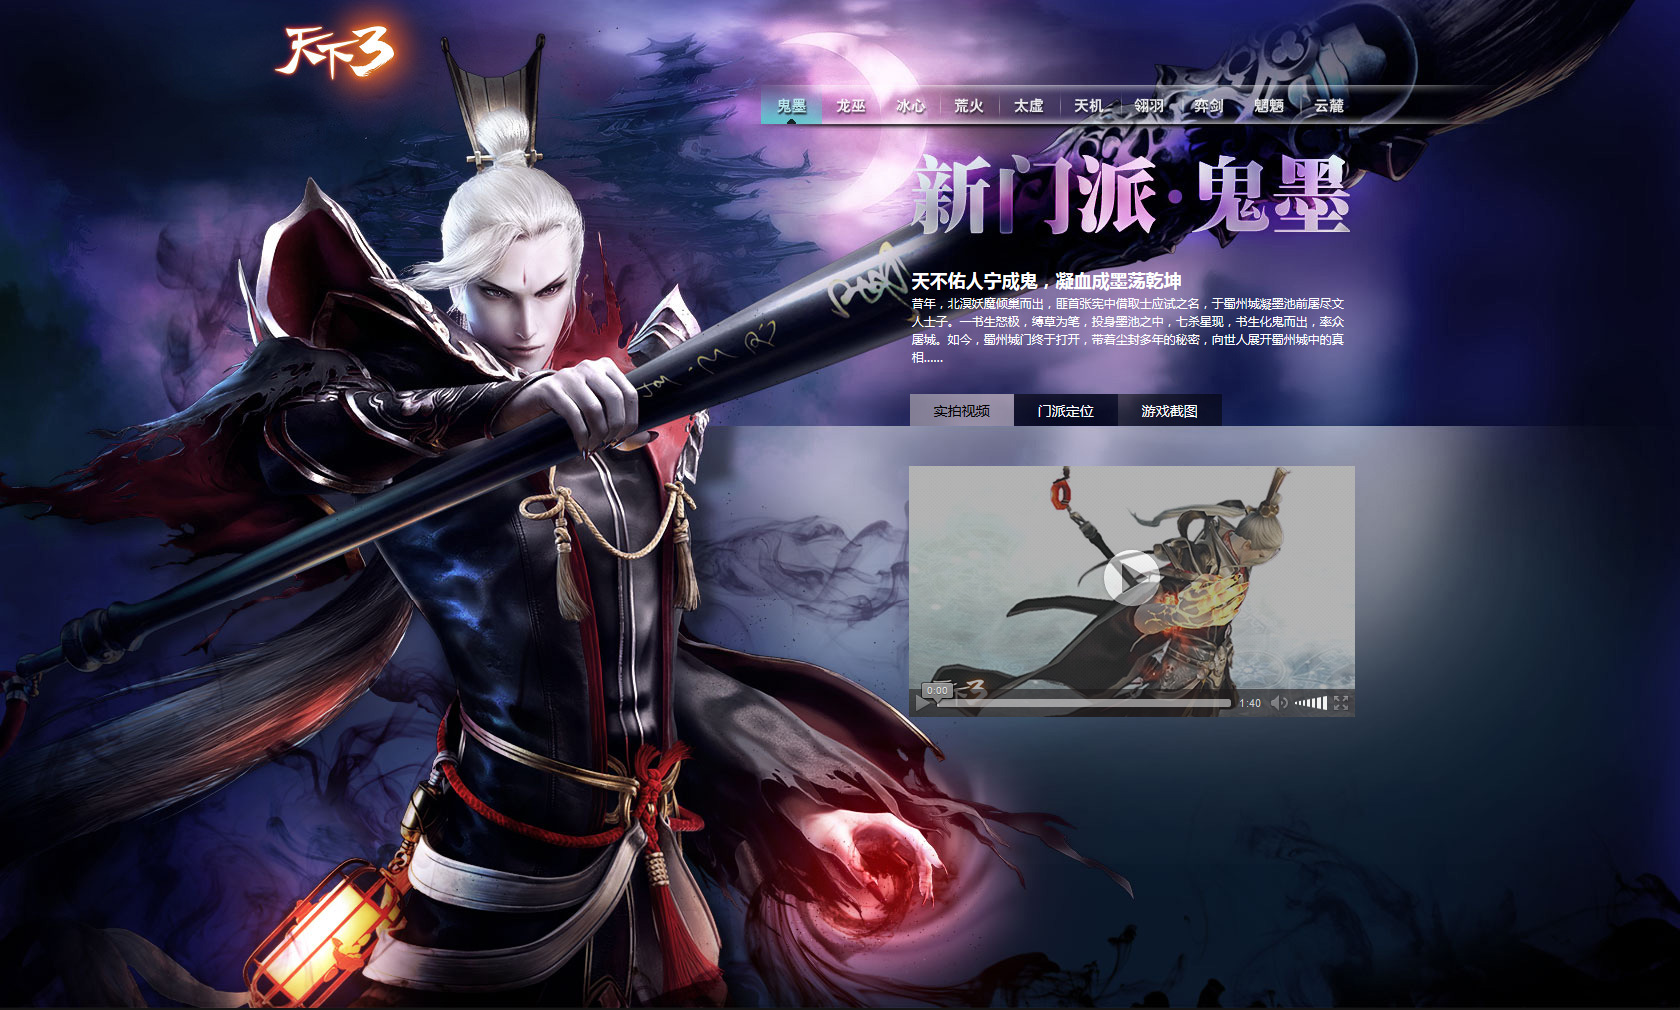 天下3
鬼墨 龙巫 冰心 荒火 太虚 天机 翎羽 弈剑 魍魉 云麓
新门派·鬼墨
天不佑人宁成鬼，凝血成墨荡乾坤
昔年，北溟妖魔倾巢而出，匪首张宪中借取士应试之名，于蜀州城凝墨池前屠尽文
人士子。一书生怒极，缚草为笔，投身墨池之中，七杀星现，书生化鬼而出，率众
屠城。如今，蜀州城门终于打开，带着尘封多年的秘密，向世人展开蜀州城中的真
相......
实拍视频 门派定位 游戏截图
0:00
1:40